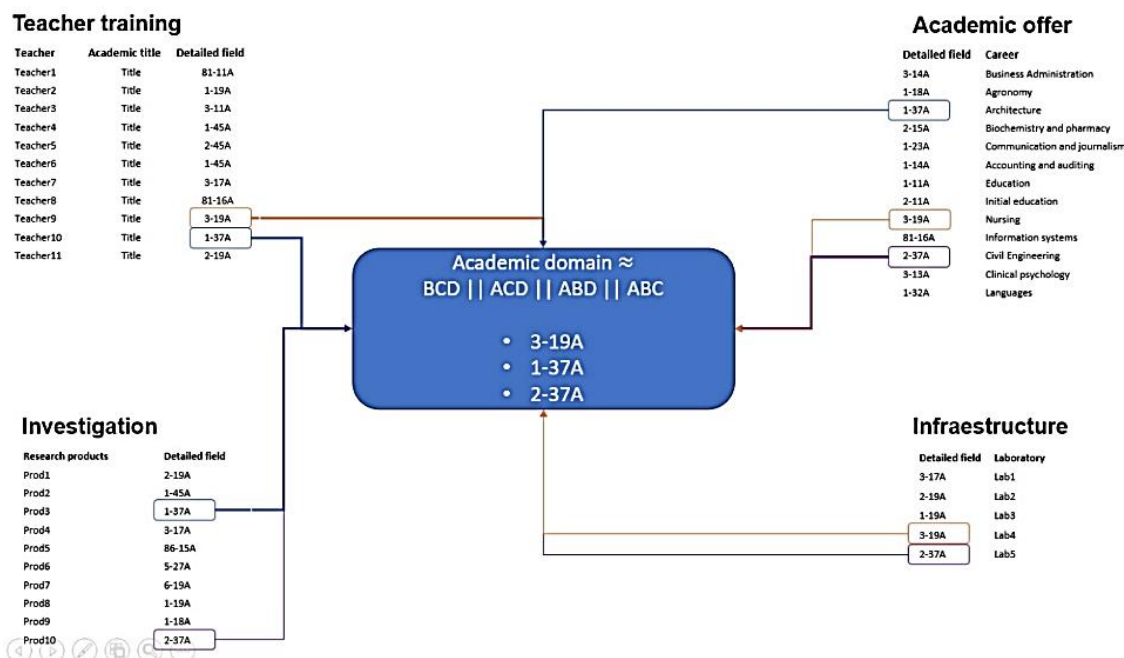 Teacher training
Teacher Academic title Detailed field
Teacher1 Title 81-11A
Teacher2 Title 1-19A
Teacher3 Title 3-11A
Teacher4 Title 1-45A
Teacher5 Title 2-45A
Teacher6 Title 1-45A
Teacher7 Title 3-17A
Teacher8 Title 81-16A
Teacher9 Title 3-19A
Teacher10 Title 1-37A
Teacher11 Title 2-19A
Academic offer
Detailed field Career
3-14A Business Administration
1-18A Agronomy
1-37A Architecture
2-15A Biochemistry and pharmacy
1-23A Communication and journalism
1-14A Accounting and auditing
1-11A Education
2-11A Initial education
3-19A Nursing
81-16A Information systems
2-37A Civil Engineering
3-13A Clinical psychology
1-32A Languages
Academic domain ≈
BCD || ACD || ABD || ABC
• 3-19A
• 1-37A
• 2-37A
Investigation
Research products Detailed field
Prod1 2-19A
Prod2 1-45A
Prod3 1-37A
Prod4 3-17A
Prod5 86-15A
Prod6 5-27A
Prod7 6-19A
Prod8 1-19A
Prod9 1-18A
Prod10 2-37A
Infraestructure
Detailed field Laboratory
3-17A Lab1
2-19A Lab2
1-19A Lab3
3-19A Lab4
2-37A Lab5